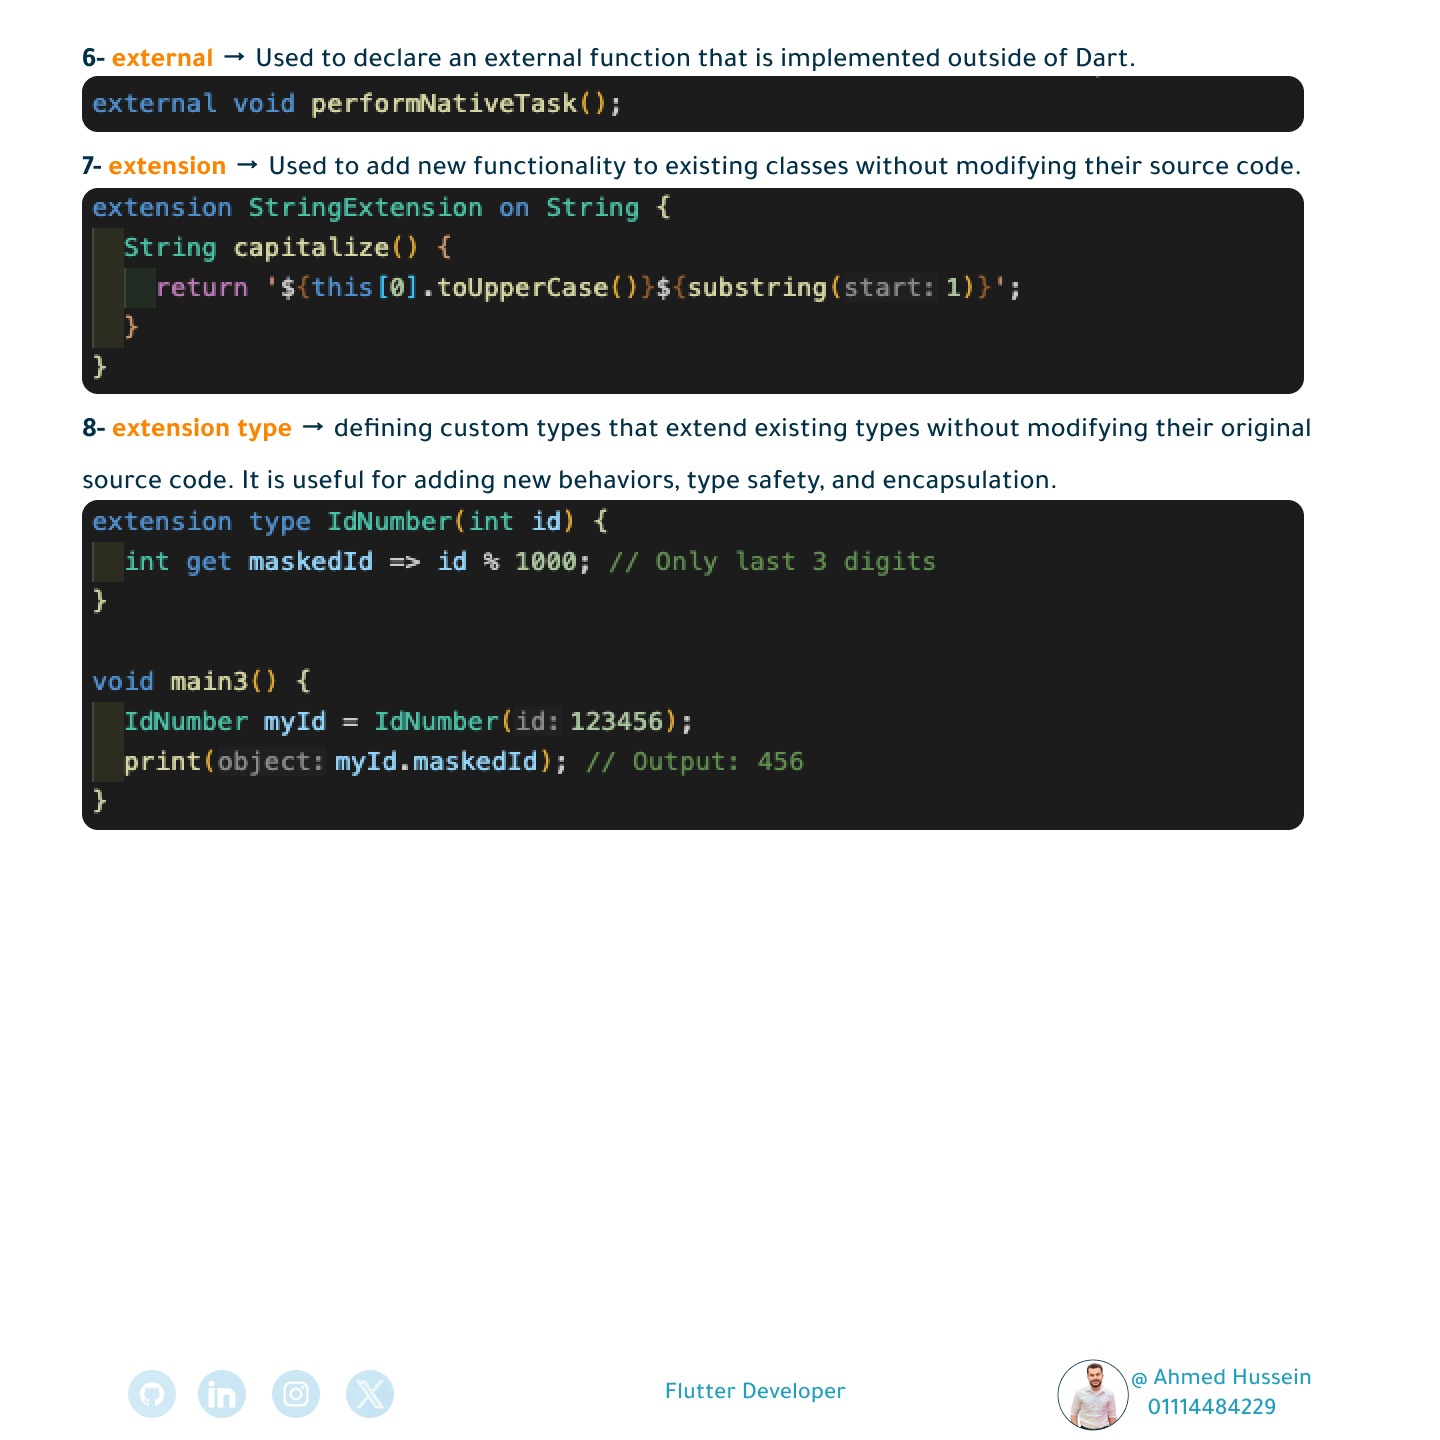 6- external → Used to declare an external function that is implemented outside of Dart.
external void performNativeTask();
7- extension → Used to add new functionality to existing classes without modifying their source code.
extension StringExtension on String {
  String capitalize() {
    return '${this[0].toUpperCase()}${substring(start: 1)}';
  }
}
8- extension type → defining custom types that extend existing types without modifying their original
source code. It is useful for adding new behaviors, type safety, and encapsulation.
extension type IdNumber(int id) {
  int get maskedId => id % 1000; // Only last 3 digits
}
void main3() {
  IdNumber myId = IdNumber(id: 123456);
  print(object: myId.maskedId); // Output: 456
}
in
Flutter Developer
@ Ahmed Hussein
01114484229